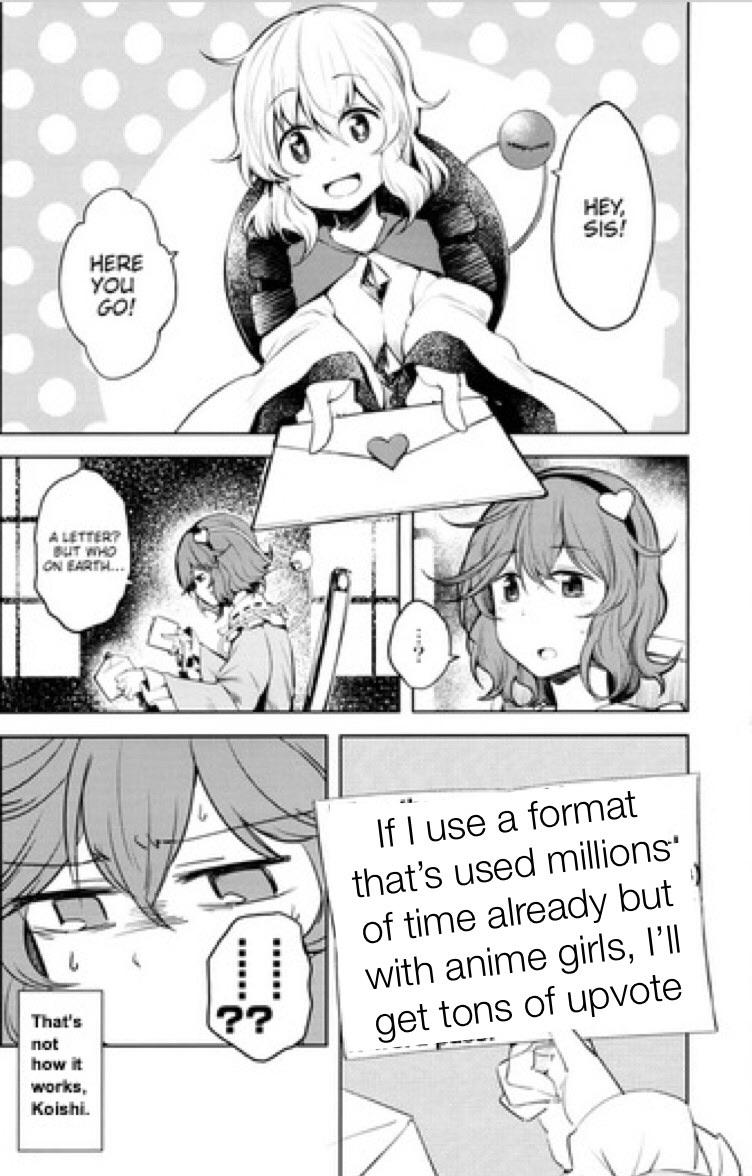 HEY,
SIS!
HERE
YOU
GO!
...?
A LETTER?
BUT WHO
ON EARTH...
If I use a format
that's used millions
of time already but
with anime girls, I'll
get tons of upvote
......??
That's
not
how it
works,
Koishi.